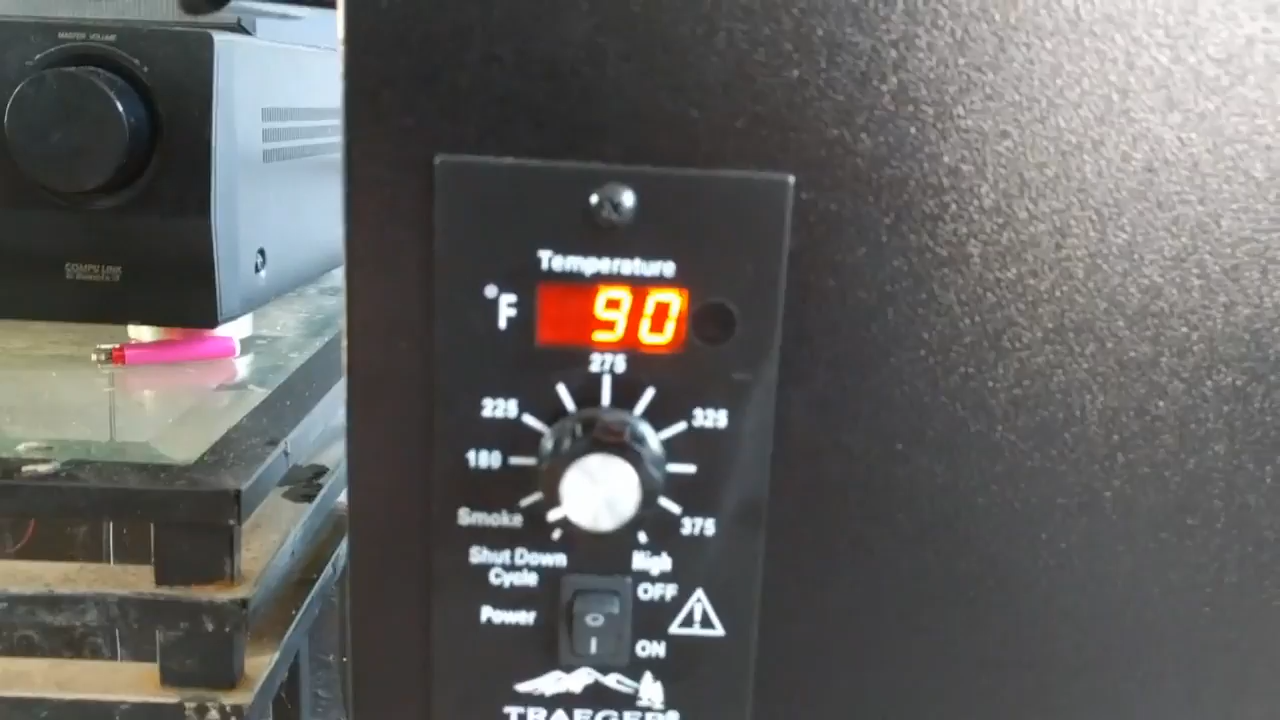 MASTER VOLUME
COMPU LINK
Temperature
°F 90
275
225
325
180
Smoke
375
Shut Down
Cycle
High
OFF
Power
ON
TRAEGER®